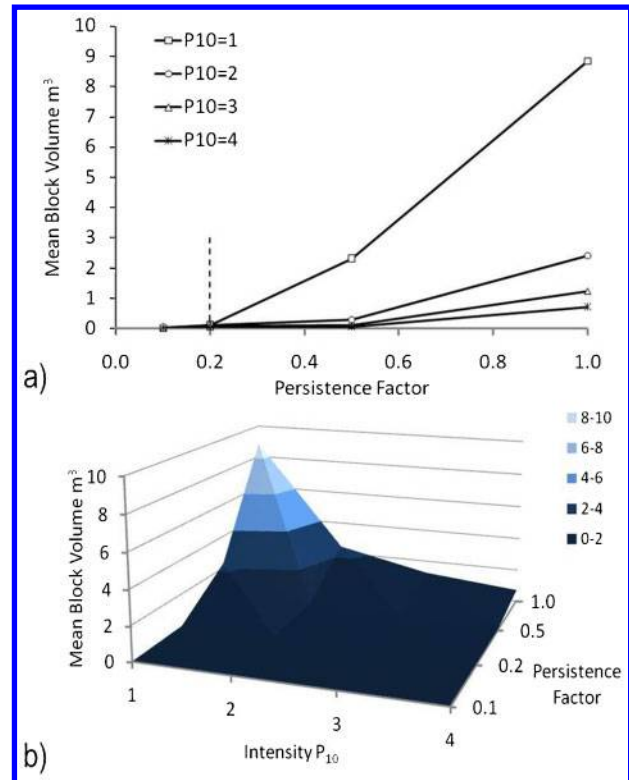 10
9
8
7
6
5
4
3
2
1
0
Mean Block Volume m³
P10=1
P10=2
P10=3
P10=4
0.0 0.2 0.4 0.6 0.8 1.0
Persistence Factor
a)
8-10
6-8
4-6
2-4
0-2
10
8
6
4
2
0
Mean Block Volume m³
1 2 3 4
Intensity P₁₀
1.0
0.5
0.2
0.1
Persistence
Factor
b)